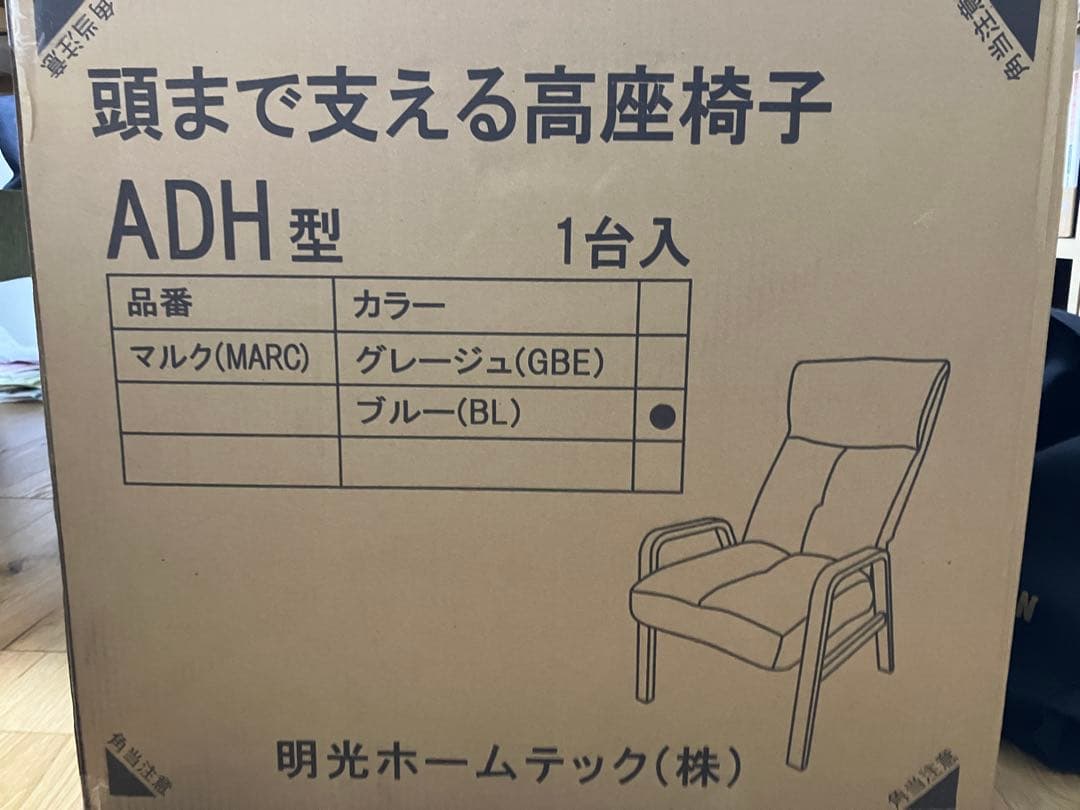 角当注意
角当注意
頭まで支える高座椅子
ADH型 1台入
品番 カラー
マルク(MARC) グレージュ(GBE)
ブルー(BL) ●
明光ホームテック(株)
角当注意
角当注意